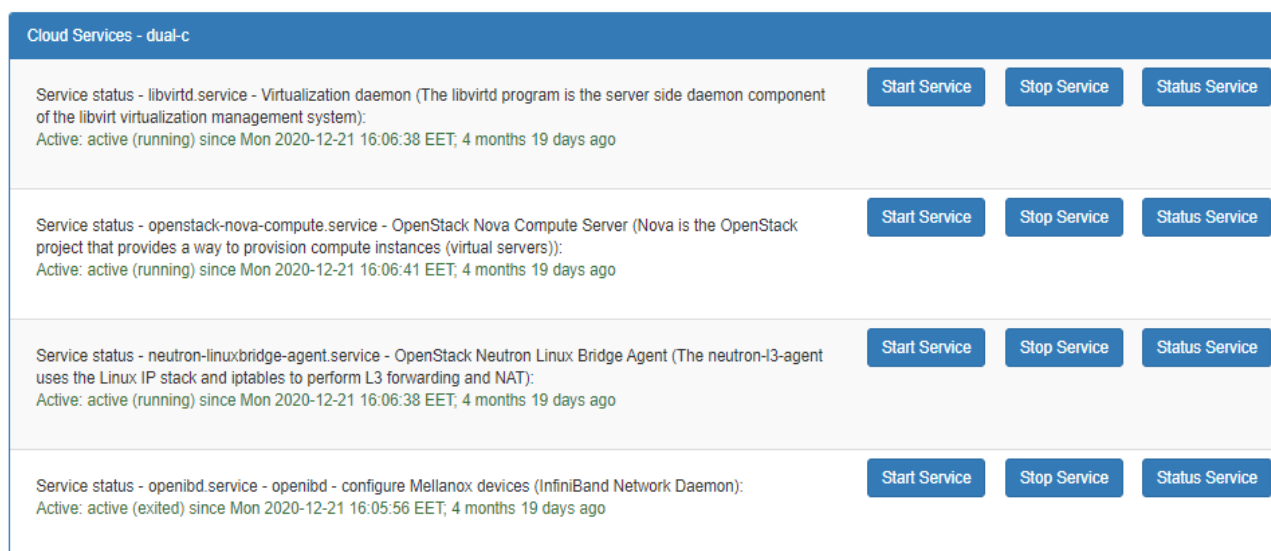 Cloud Services - dual-c
Service status - libvirtd.service - Virtualization daemon (The libvirtd program is the server side daemon component
of the libvirt virtualization management system):
Active: active (running) since Mon 2020-12-21 16:06:38 EET; 4 months 19 days ago
Start Service
Stop Service
Status Service
Service status - openstack-nova-compute.service - OpenStack Nova Compute Server (Nova is the OpenStack
project that provides a way to provision compute instances (virtual servers)):
Active: active (running) since Mon 2020-12-21 16:06:41 EET; 4 months 19 days ago
Start Service
Stop Service
Status Service
Service status - neutron-linuxbridge-agent.service - OpenStack Neutron Linux Bridge Agent (The neutron-l3-agent
uses the Linux IP stack and iptables to perform L3 forwarding and NAT):
Active: active (running) since Mon 2020-12-21 16:06:38 EET; 4 months 19 days ago
Start Service
Stop Service
Status Service
Service status - openibd.service - openibd - configure Mellanox devices (InfiniBand Network Daemon):
Active: active (exited) since Mon 2020-12-21 16:05:56 EET; 4 months 19 days ago
Start Service
Stop Service
Status Service